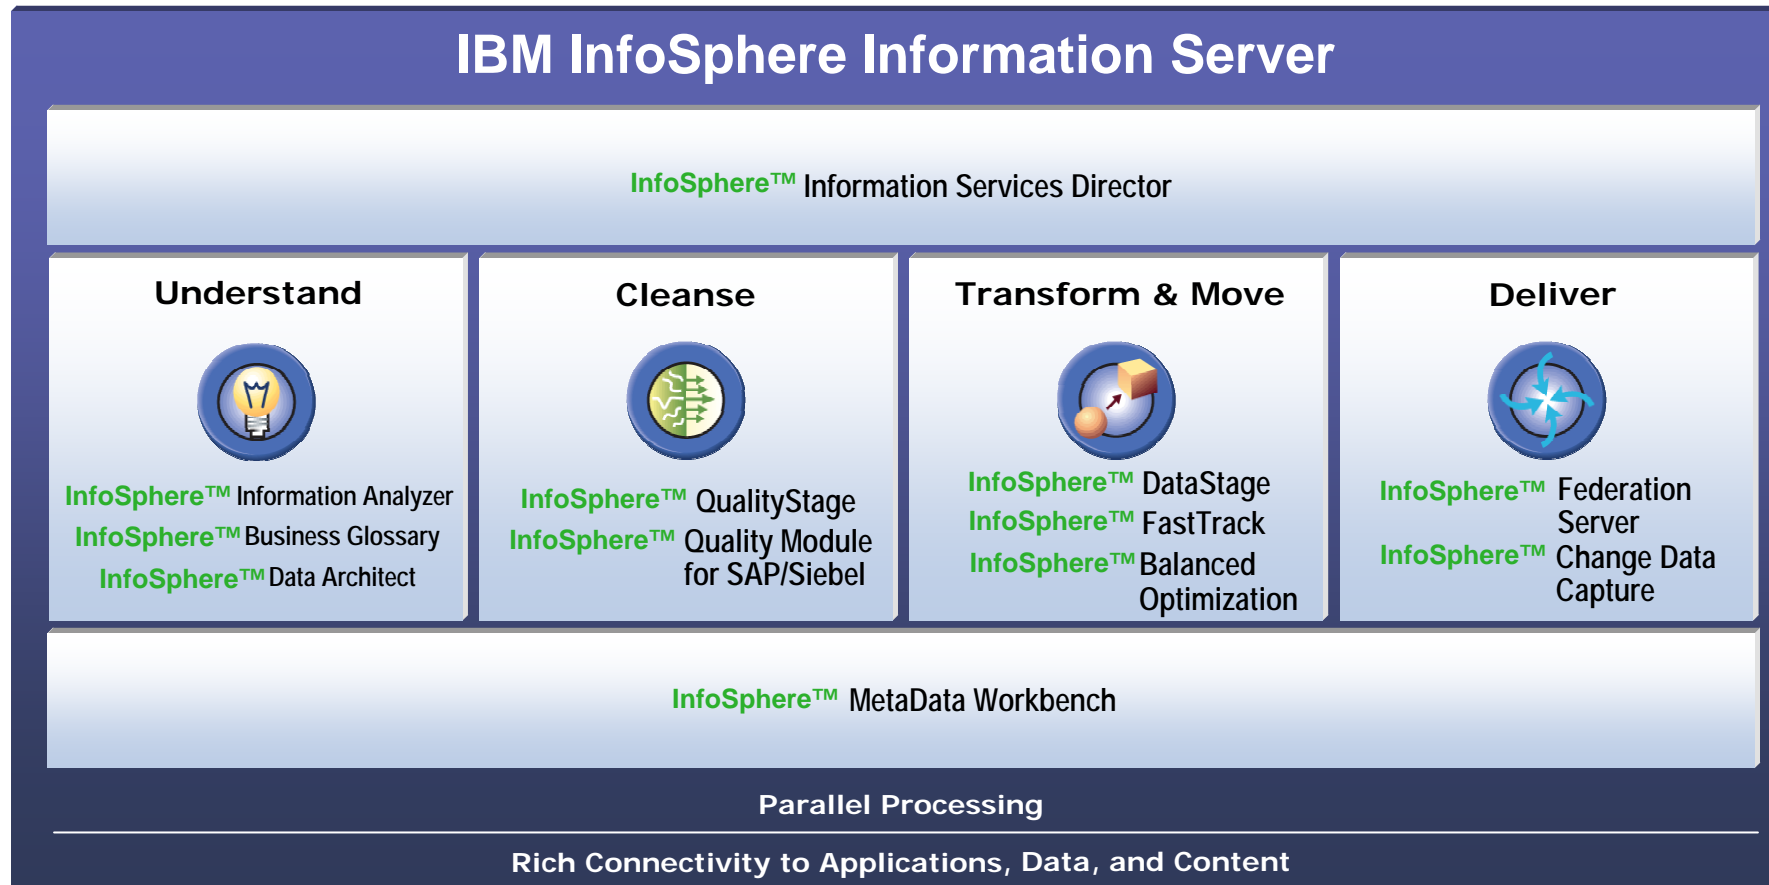 IBM InfoSphere Information Server
InfoSphere™ Information Services Director
Understand
InfoSphere™ Information Analyzer
InfoSphere™ Business Glossary
InfoSphere™ Data Architect
Cleanse
InfoSphere™ QualityStage
InfoSphere™ Quality Module
for SAP/Siebel
Transform & Move
InfoSphere™ DataStage
InfoSphere™ FastTrack
InfoSphere™ Balanced
Optimization
Deliver
InfoSphere™ Federation
Server
InfoSphere™ Change Data
Capture
InfoSphere™ MetaData Workbench
Parallel Processing
Rich Connectivity to Applications, Data, and Content